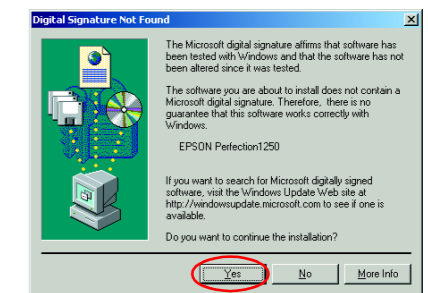 Digital Signature Not Found
The Microsoft digital signature affirms that software has
been tested with Windows and that the software has not
been altered since it was tested.
The software you are about to install does not contain a
Microsoft digital signature. Therefore, there is no
guarantee that this software works correctly with
Windows.
EPSON Perfection1250
If you want to search for Microsoft digitally signed
software, visit the Windows Update Web site at
http://windowsupdate.microsoft.com to see if one is
available.
Do you want to continue the installation?
Yes No More Info